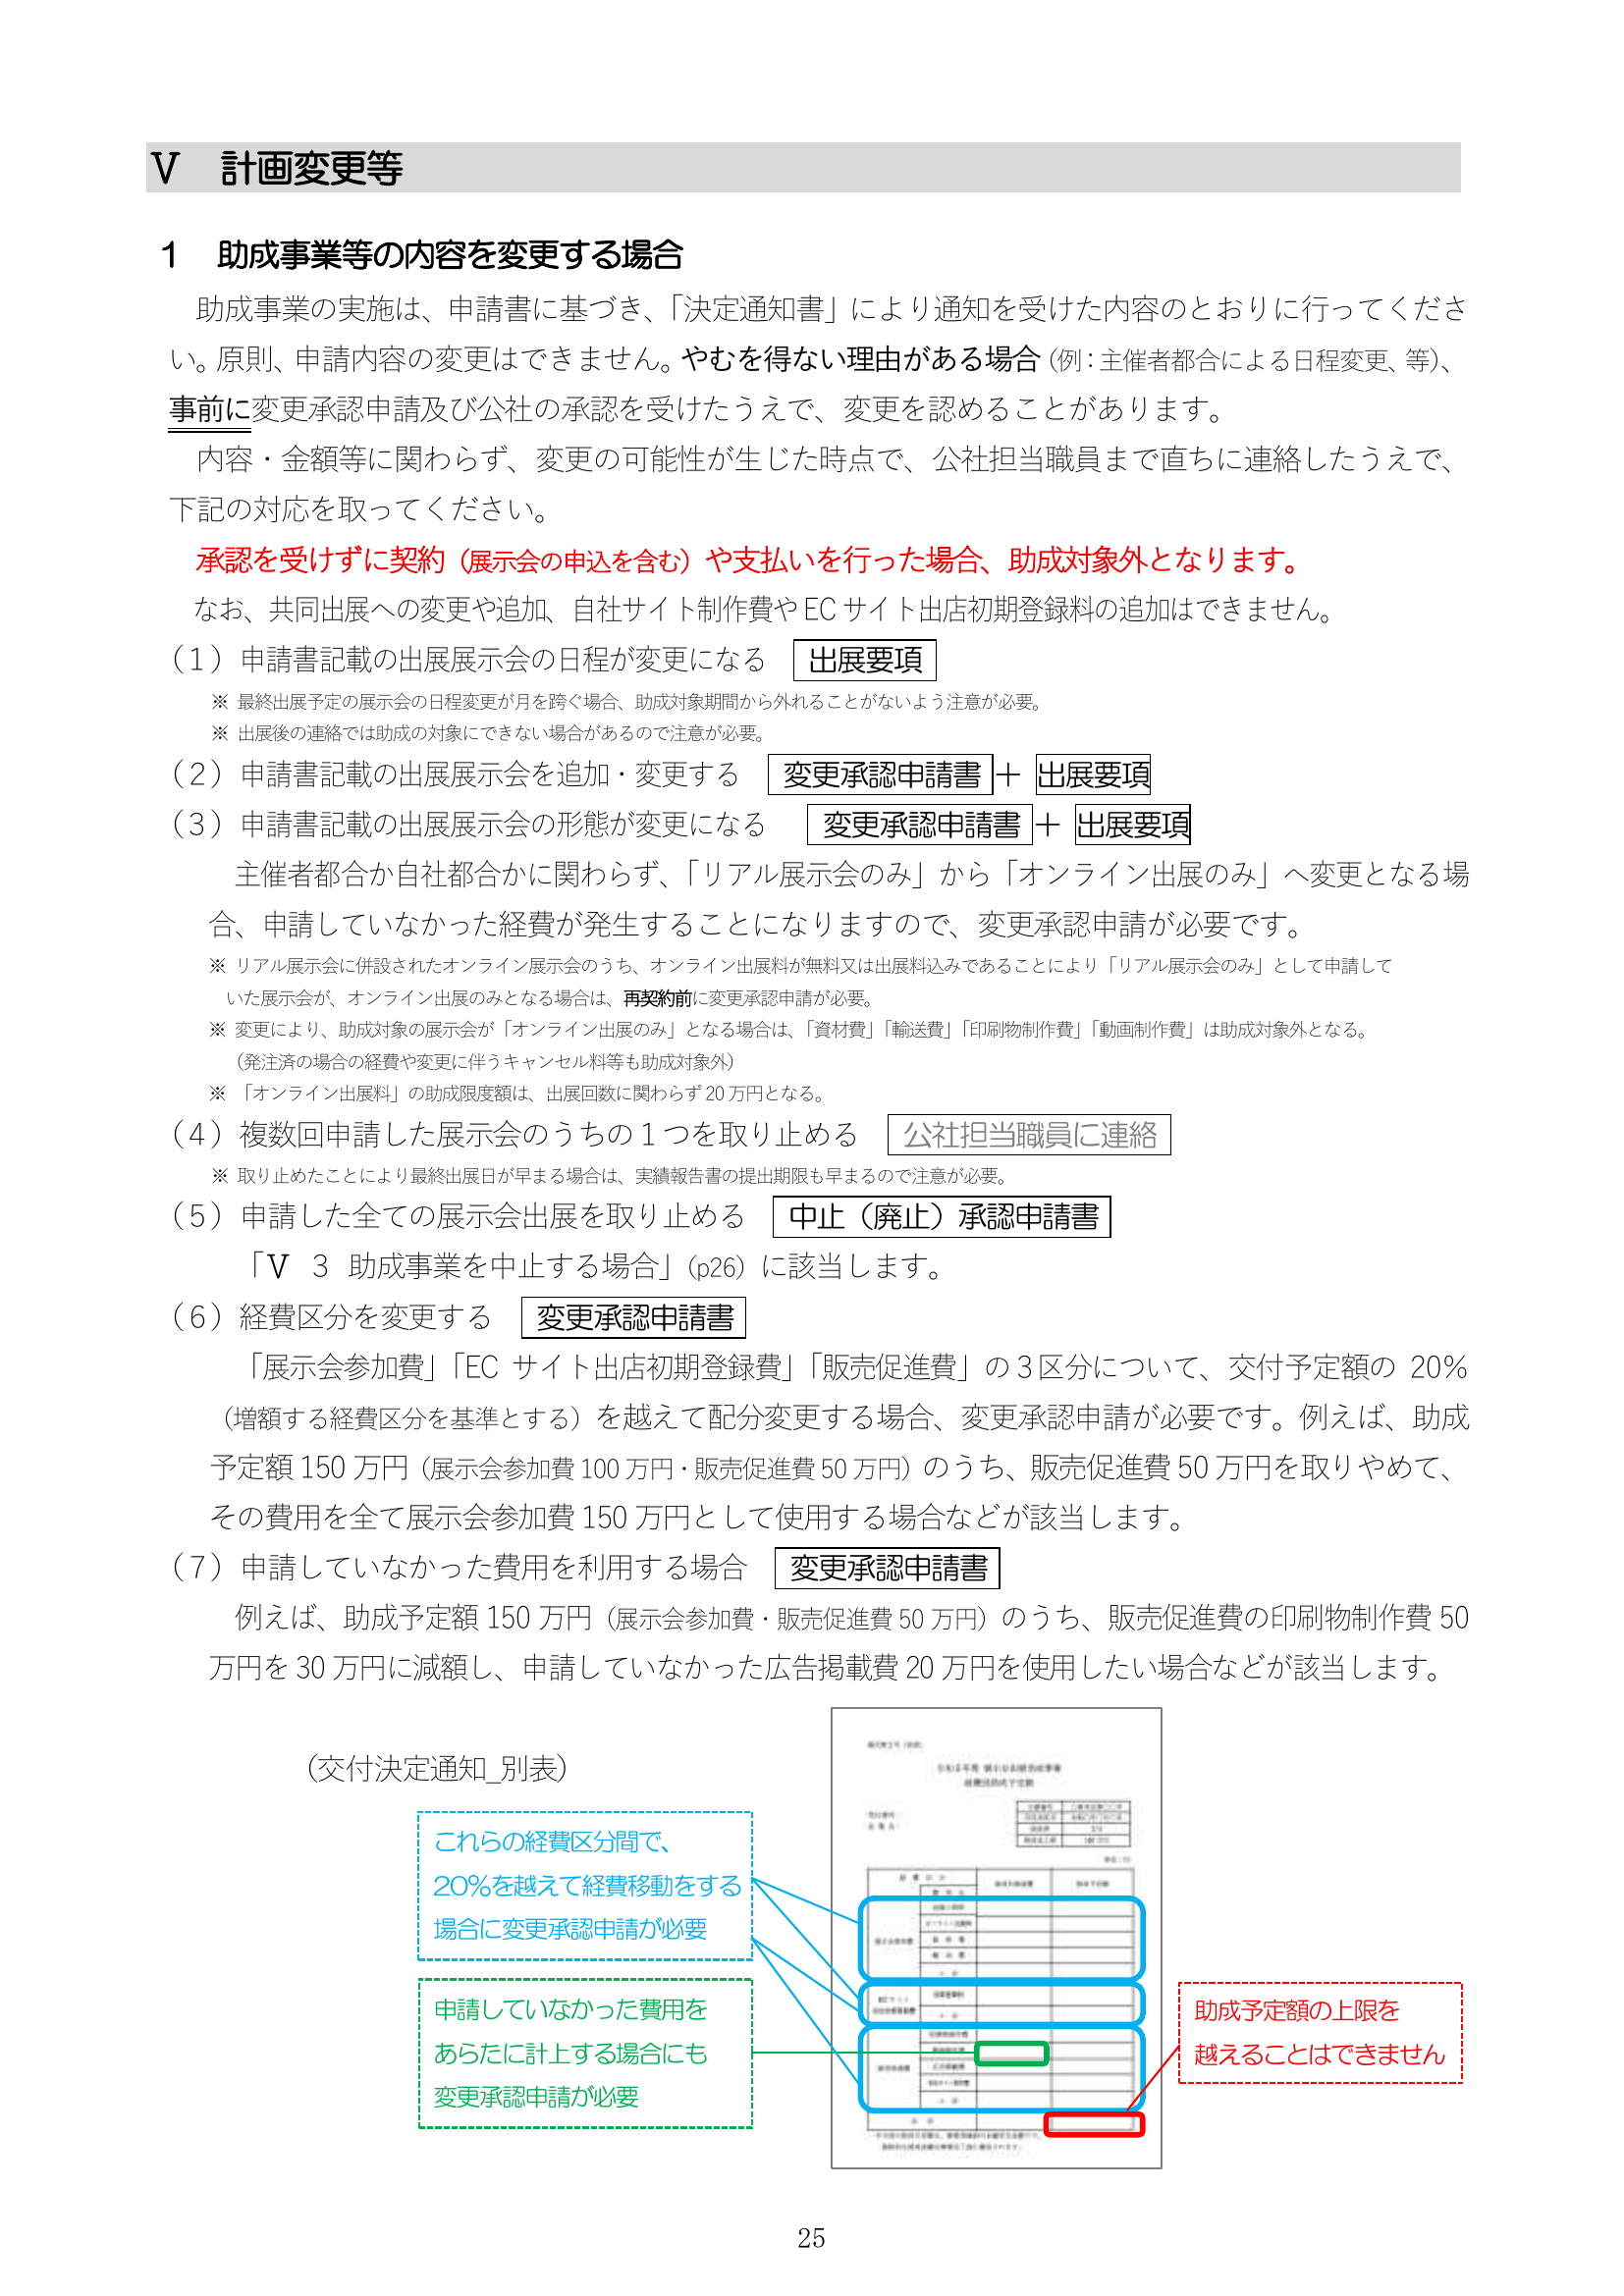 Ⅴ　計画変更等
1　助成事業等の内容を変更する場合
助成事業の実施は、申請書に基づき、「決定通知書」により通知を受けた内容のとおりに行ってくださ
い。原則、申請内容の変更はできません。やむを得ない理由がある場合（例：主催者都合による日程変更、等）、
事前に変更承認申請及び公社の承認を受けたうえで、変更を認めることがあります。
内容・金額等に関わらず、変更の可能性が生じた時点で、公社担当職員まで直ちに連絡したうえで、
下記の対応を取ってください。
承認を受けずに契約（展示会の申込を含む）や支払いを行った場合、助成対象外となります。
なお、共同出展への変更や追加、自社サイト制作費やECサイト出店初期登録料の追加はできません。
（1）申請書記載の出展展示会の日程が変更になる　出展要項
※ 最終出展予定の展示会の日程変更が月を跨ぐ場合、助成対象期間から外れることがないよう注意が必要。
※ 出展後の連絡では助成の対象にできない場合があるので注意が必要。
（2）申請書記載の出展展示会を追加・変更する　変更承認申請書＋ 出展要項
（3）申請書記載の出展展示会の形態が変更になる　変更承認申請書＋ 出展要項
主催者都合か自社都合かに関わらず、「リアル展示会のみ」から「オンライン出展のみ」へ変更となる場
合、申請していなかった経費が発生することになりますので、変更承認申請が必要です。
※ リアル展示会に併設されたオンライン展示会のうち、オンライン出展料が無料又は出展料込みであることにより「リアル展示会のみ」として申請して
いた展示会が、オンライン出展のみとなる場合は、再契約前に変更承認申請が必要。
※ 変更により、助成対象の展示会が「オンライン出展のみ」となる場合は、「資材費」「輸送費」「印刷物制作費」「動画制作費」は助成対象外となる。
（発注済の場合の経費や変更に伴うキャンセル料等も助成対象外）
※ 「オンライン出展料」の助成限度額は、出展回数に関わらず20万円となる。
（4）複数回申請した展示会のうちの１つを取り止める　公社担当職員に連絡
※ 取り止めたことにより最終出展日が早まる場合は、実績報告書の提出期限も早まるので注意が必要。
（5）申請した全ての展示会出展を取り止める　中止（廃止）承認申請書
「Ⅴ 3 助成事業を中止する場合」（p26）に該当します。
（6）経費区分を変更する　変更承認申請書
「展示会参加費」「EC サイト出店初期登録費」「販売促進費」の３区分について、交付予定額の 20％
（増額する経費区分を基準とする）を越えて配分変更する場合、変更承認申請が必要です。例えば、助成
予定額150万円（展示会参加費100万円・販売促進費50万円）のうち、販売促進費50万円を取りやめて、
その費用を全て展示会参加費150万円として使用する場合などが該当します。
（7）申請していなかった費用を利用する場合　変更承認申請書
例えば、助成予定額150万円（展示会参加費・販売促進費50万円）のうち、販売促進費の印刷物制作費50
万円を30万円に減額し、申請していなかった広告掲載費20万円を使用したい場合などが該当します。
（交付決定通知_別表）
これらの経費区分間で、
20％を越えて経費移動をする
場合に変更承認申請が必要
申請していなかった費用を
あらたに計上する場合にも
変更承認申請が必要
助成予定額の上限を
越えることはできません
25